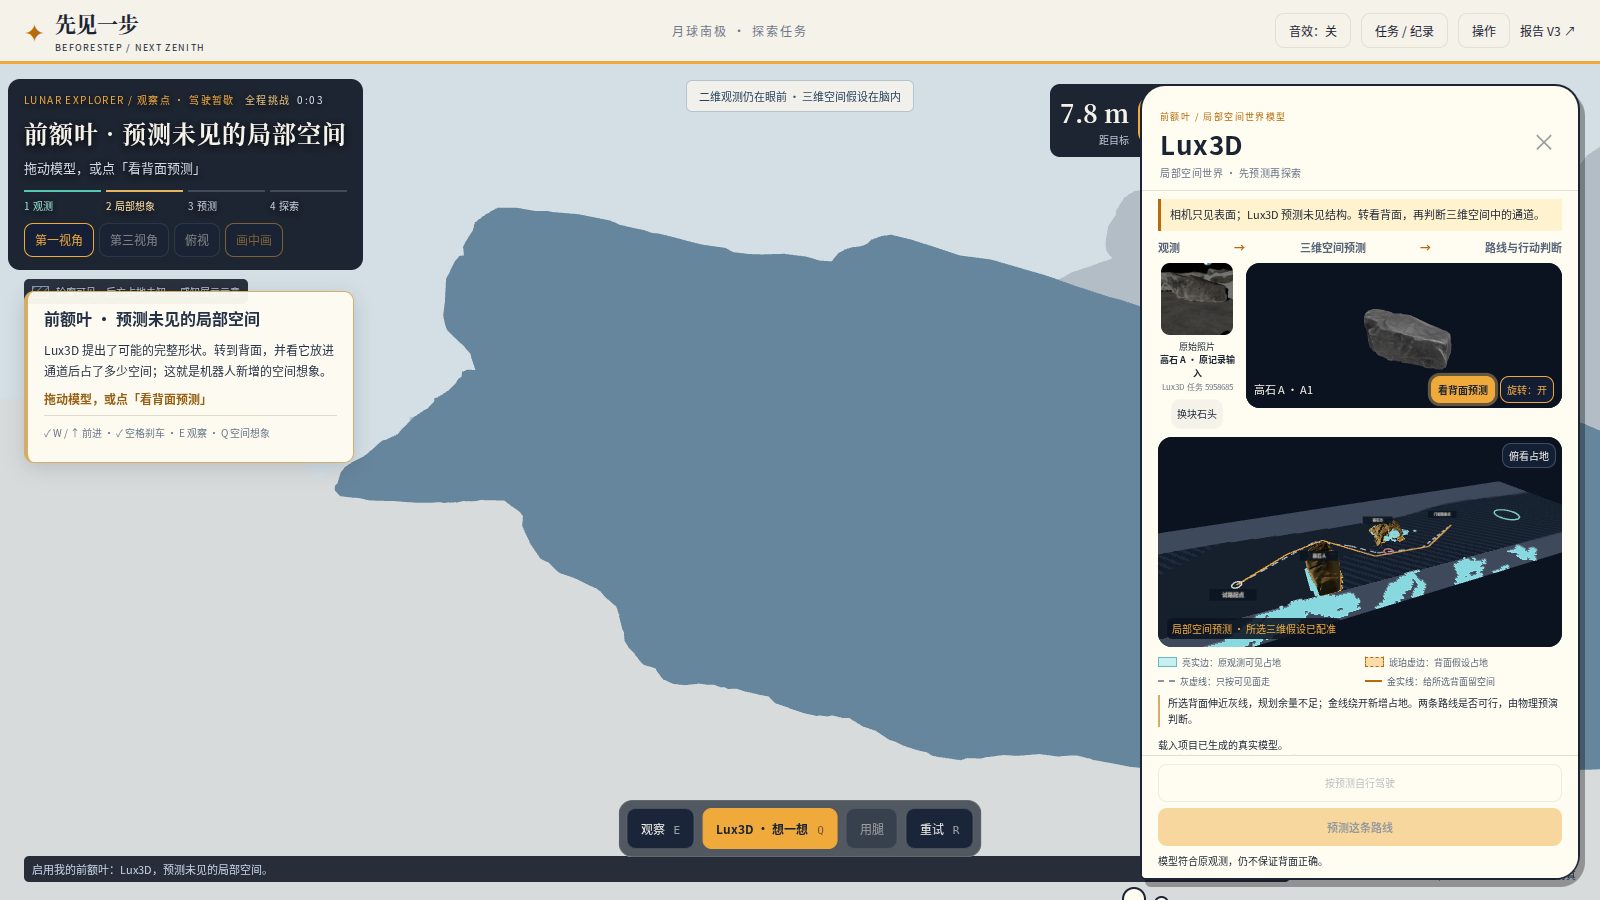 先见一步
BEFORESTEP / NEXT ZENITH
月球南极 · 探索任务
音效：关
任务 / 纪录
操作
报告 V3 ↗
LUNAR EXPLORER / 观察点 · 驾驶暂歇 全程挑战 0:03
前额叶 · 预测未见的局部空间
拖动模型，或点「看背面预测」
1 观测
2 局部想象
3 预测
4 探索
第一视角
第三视角
俯视
画中画
前额叶 · 预测未见的局部空间
Lux3D 提出了可能的完整形状。转到背面，并看它放进
通道后占了多少空间；这就是机器人新增的空间想象。
拖动模型，或点「看背面预测」
✓W / ↑ 前进 · ✓空格刹车 · E 观察 · Q 空间想象
二维观测仍在眼前 · 三维空间假设在脑内
7.8 m
距目标
前额叶 / 局部空间世界模型
Lux3D
局部空间世界 · 先预测再探索
相机只见表面；Lux3D 预测未见结构。转看背面，再判断三维空间中的通道。
观测 → 三维空间预测 → 路线与行动判断
原始照片
高石 A · 原记录输
入
Lux3D 任务 5958685
换块石头
高石 A · A1
看背面预测
旋转：开
俯看占地
试验起点
局部空间预测 · 所选三维假设已配准
亮实边：原观测可见占地
琥珀虚边：背面假设占地
灰虚线：只按可见面走
金实线：给所选背面留空间
所选背面伸近灰线，规划余量不足；金线绕开新增占地。两条路线是否可行，由物理预演
判断。
载入项目已生成的真实模型。
按预测自行驾驶
预测这条路线
模型符合原观测，仍不保证背面正确。
观察 E
Lux3D · 想一想 Q
用腿
重试 R
启用我的前额叶：Lux3D，预测未见的局部空间。